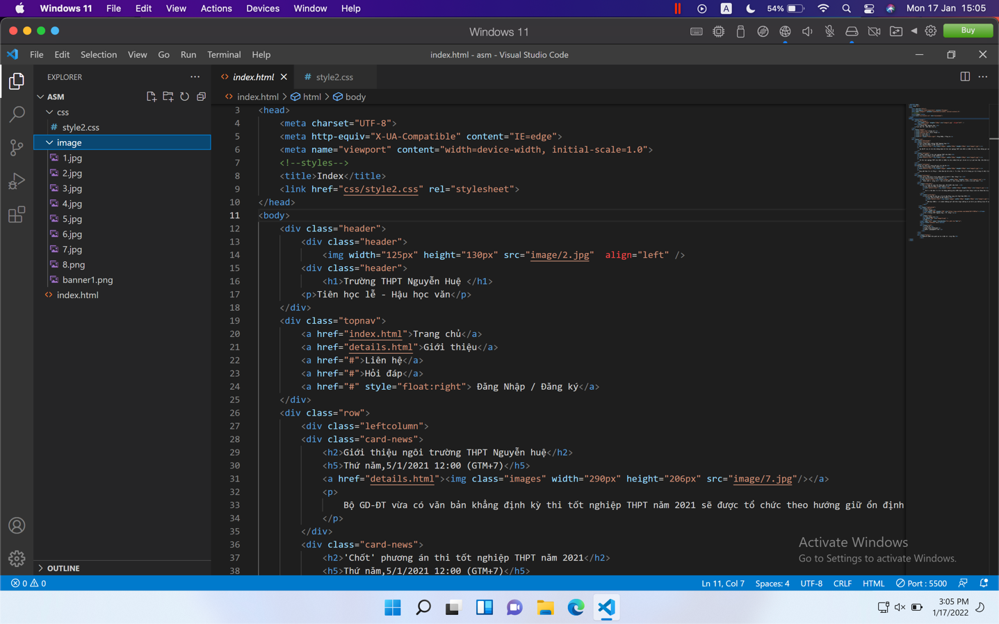 Windows 11 File Edit View Actions Devices Window Help A 54% Mon 17 Jan 15:05
Windows 11 Buy
File Edit Selection View Go Run Terminal Help index.html - asm - Visual Studio Code
EXPLORER
ASM
css
# style2.css
image
1.jpg
2.jpg
3.jpg
4.jpg
5.jpg
6.jpg
7.jpg
8.png
banner1.png
<> index.html
OUTLINE
<> index.html # style2.css
<> index.html > html > body
3 <head>
4 <meta charset="UTF-8">
5 <meta http-equiv="X-UA-Compatible" content="IE=edge">
6 <meta name="viewport" content="width=device-width, initial-scale=1.0">
7 <!--styles-->
8 <title>Index</title>
9 <link href="css/style2.css" rel="stylesheet">
10 </head>
11 <body>
12 <div class="header">
13 <div class="header">
14 <img width="125px" height="130px" src="image/2.jpg"  align="left" />
15 <div class="header">
16 <h1>Trường THPT Nguyễn Huệ </h1>
17 <p>Tiên học lễ - Hậu học văn</p>
18 </div>
19 <div class="topnav">
20 <a href="index.html">Trang chủ</a>
21 <a href="details.html">Giới thiệu</a>
22 <a href="#">Liên hệ</a>
23 <a href="#">Hỏi đáp</a>
24 <a href="#" style="float:right"> Đăng Nhập / Đăng ký</a>
25 </div>
26 <div class="row">
27 <div class="leftcolumn">
28 <div class="card-news">
29 <h2>Giới thiệu ngôi trường THPT Nguyễn huệ</h2>
30 <h5>Thứ năm,5/1/2021 12:00 (GTM+7)</h5>
31 <a href="details.html"><img class="images" width="290px" height="206px" src="image/7.jpg"/></a>
32 <p>
33 Bộ GD-ĐT vừa có văn bản khẳng định kỳ thi tốt nghiệp THPT năm 2021 sẽ được tổ chức theo hướng giữ ổn định
34 </p>
35 </div>
36 <div class="card-news">
37 <h2>'Chốt' phương án thi tốt nghiệp THPT năm 2021</h2>
38 <h5>Thứ năm,5/1/2021 12:00 (GTM+7)</h5>
Activate Windows
Go to Settings to activate Windows.
0 0 Ln 11, Col 7 Spaces: 4 UTF-8 CRLF HTML Port : 5500
3:05 PM
1/17/2022